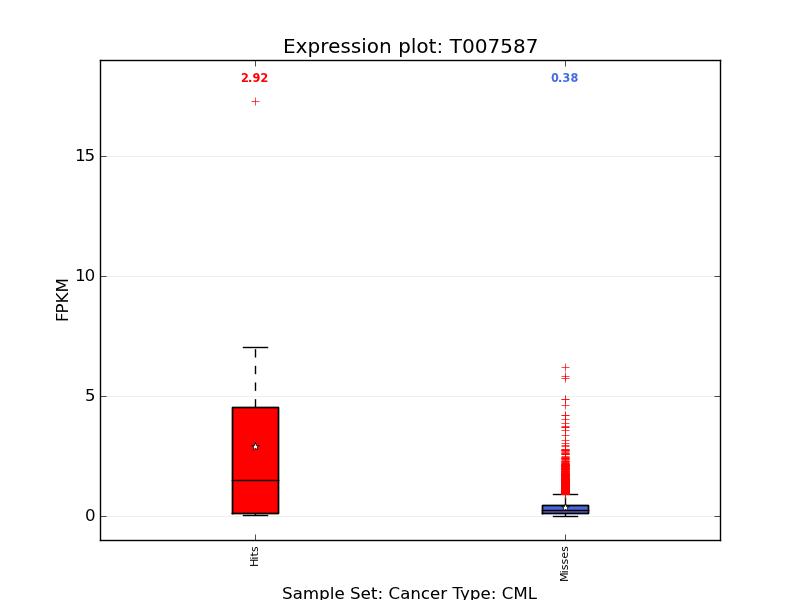 Expression plot: T007587
2.92
0.38
15
10
5
0
FPKM
Hits
Misses
Sample Set: Cancer Type: CML